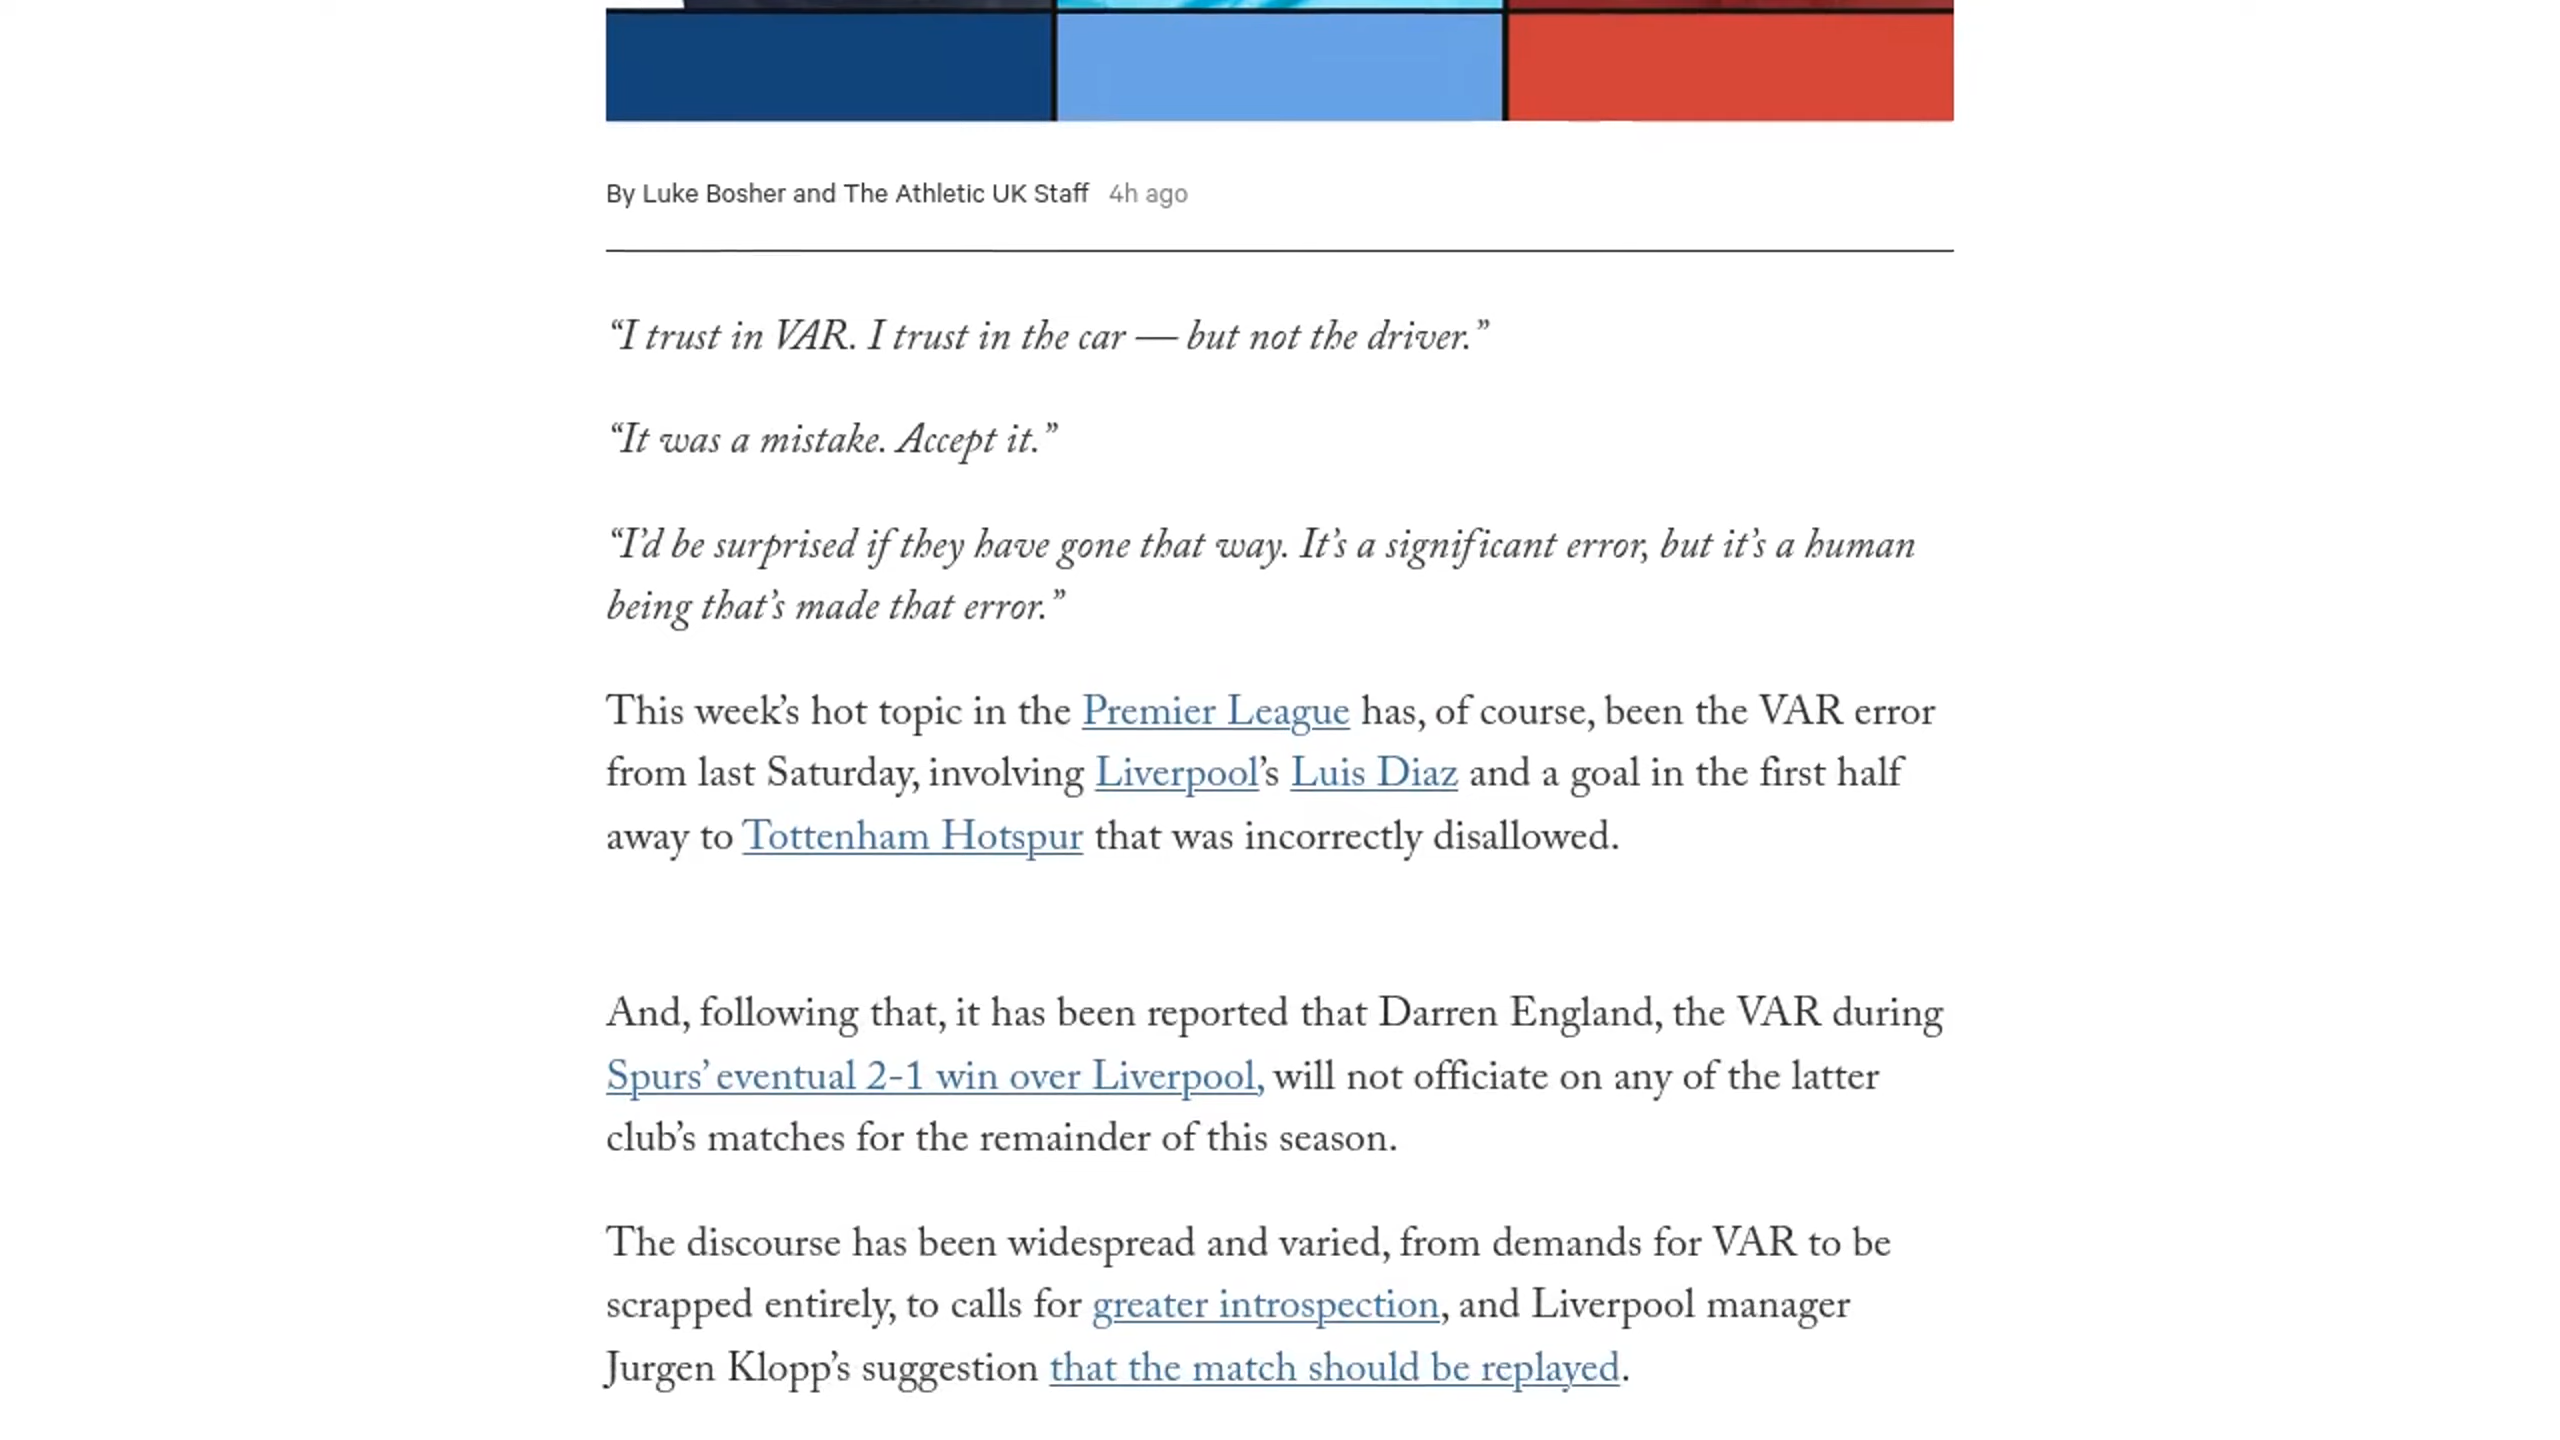 By Luke Bosher and The Athletic UK Staff 4h ago
“I trust in VAR. I trust in the car — but not the driver.”
“It was a mistake. Accept it.”
“I’d be surprised if they have gone that way. It’s a significant error, but it’s a human
being that’s made that error.”
This week’s hot topic in the Premier League has, of course, been the VAR error
from last Saturday, involving Liverpool’s Luis Diaz and a goal in the first half
away to Tottenham Hotspur that was incorrectly disallowed.
And, following that, it has been reported that Darren England, the VAR during
Spurs’ eventual 2-1 win over Liverpool, will not officiate on any of the latter
club’s matches for the remainder of this season.
The discourse has been widespread and varied, from demands for VAR to be
scrapped entirely, to calls for greater introspection, and Liverpool manager
Jurgen Klopp’s suggestion that the match should be replayed.